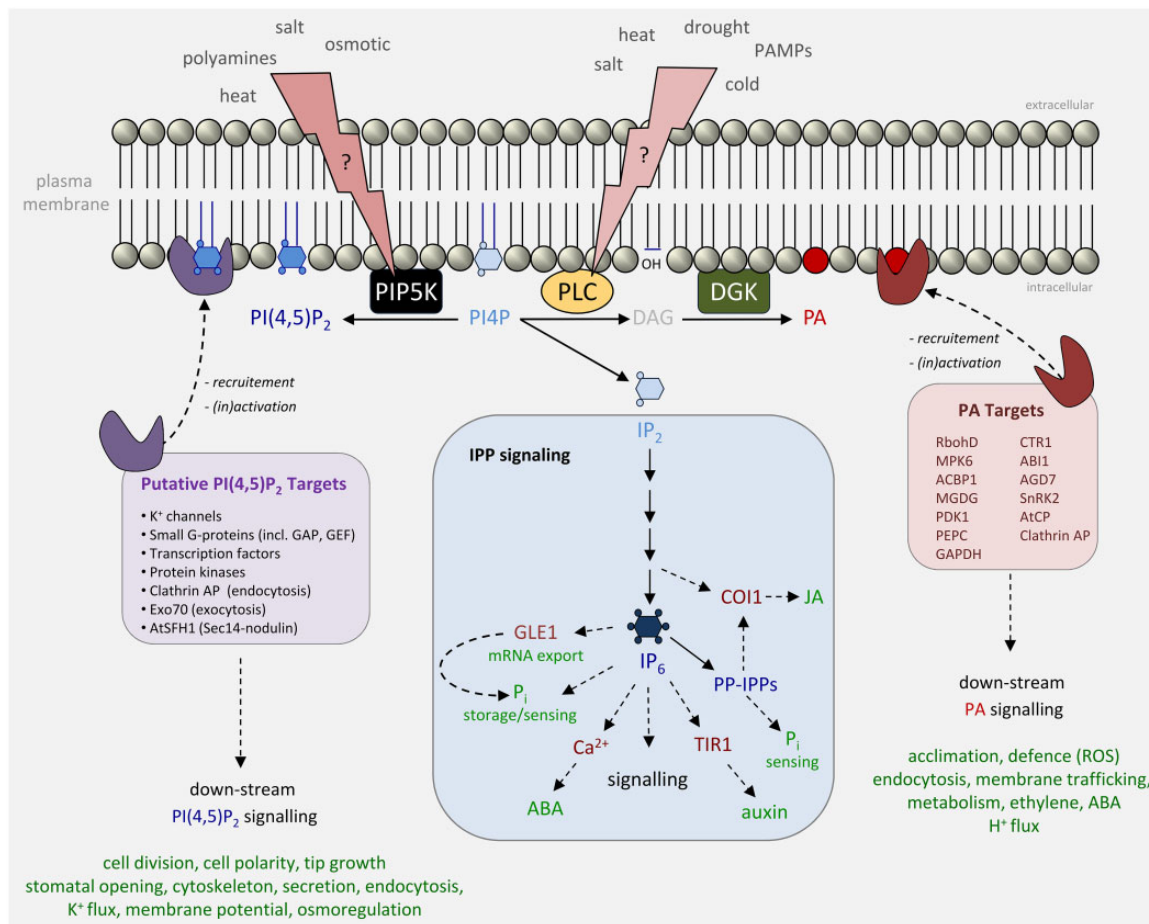 salt
osmotic
polyamines
heat
heat
drought
PAMPs
salt
cold
extracellular
?
?
plasma
membrane
OH
intracellular
PIP5K
PLC
DGK
PI(4,5)P₂
PI4P
DAG
PA
- recruitement
- (in)activation
- recruitement
- (in)activation
Putative PI(4,5)P₂ Targets
• K⁺ channels
• Small G-proteins (incl. GAP, GEF)
• Transcription factors
• Protein kinases
• Clathrin AP (endocytosis)
• Exo70 (exocytosis)
• AtSFH1 (Sec14-nodulin)
down-stream
PI(4,5)P₂ signalling
cell division, cell polarity, tip growth
stomatal opening, cytoskeleton, secretion, endocytosis,
K⁺ flux, membrane potential, osmoregulation
IP₂
IPP signaling
COI1
JA
GLE1
mRNA export
IP₆
PP-IPPs
Pᵢ
storage/sensing
Ca²⁺
TIR1
Pᵢ
sensing
signalling
ABA
auxin
PA Targets
RbohD CTR1
MPK6 ABI1
ACBP1 AGD7
MGDG SnRK2
PDK1 AtCP
PEPC Clathrin AP
GAPDH
down-stream
PA signalling
acclimation, defence (ROS)
endocytosis, membrane trafficking,
metabolism, ethylene, ABA
H⁺ flux